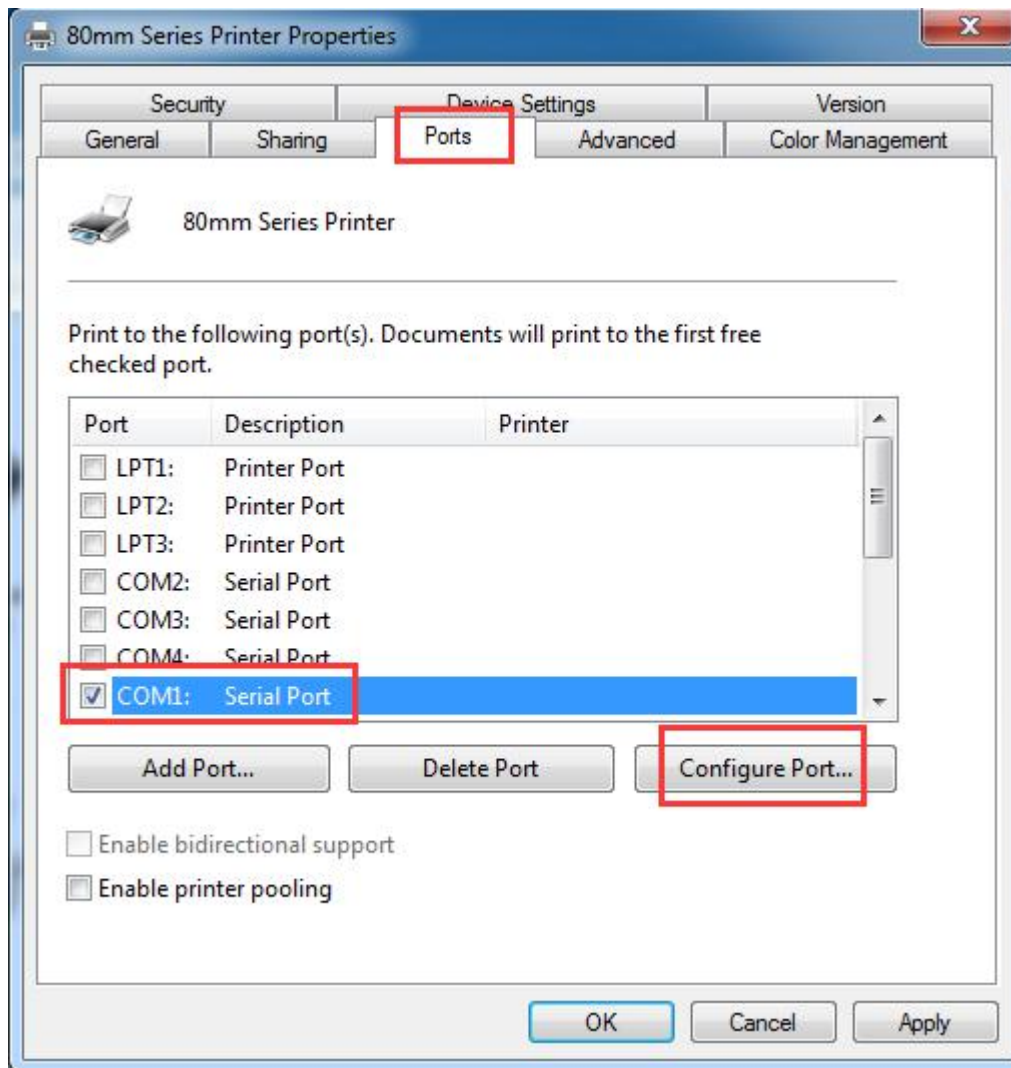 80mm Series Printer Properties
Security Device Settings Version
General Sharing Ports Advanced Color Management
80mm Series Printer
Print to the following port(s). Documents will print to the first free
checked port.
Port Description Printer
LPT1: Printer Port
LPT2: Printer Port
LPT3: Printer Port
COM2: Serial Port
COM3: Serial Port
COM4: Serial Port
COM1: Serial Port
Add Port... Delete Port Configure Port...
Enable bidirectional support
Enable printer pooling
OK Cancel Apply